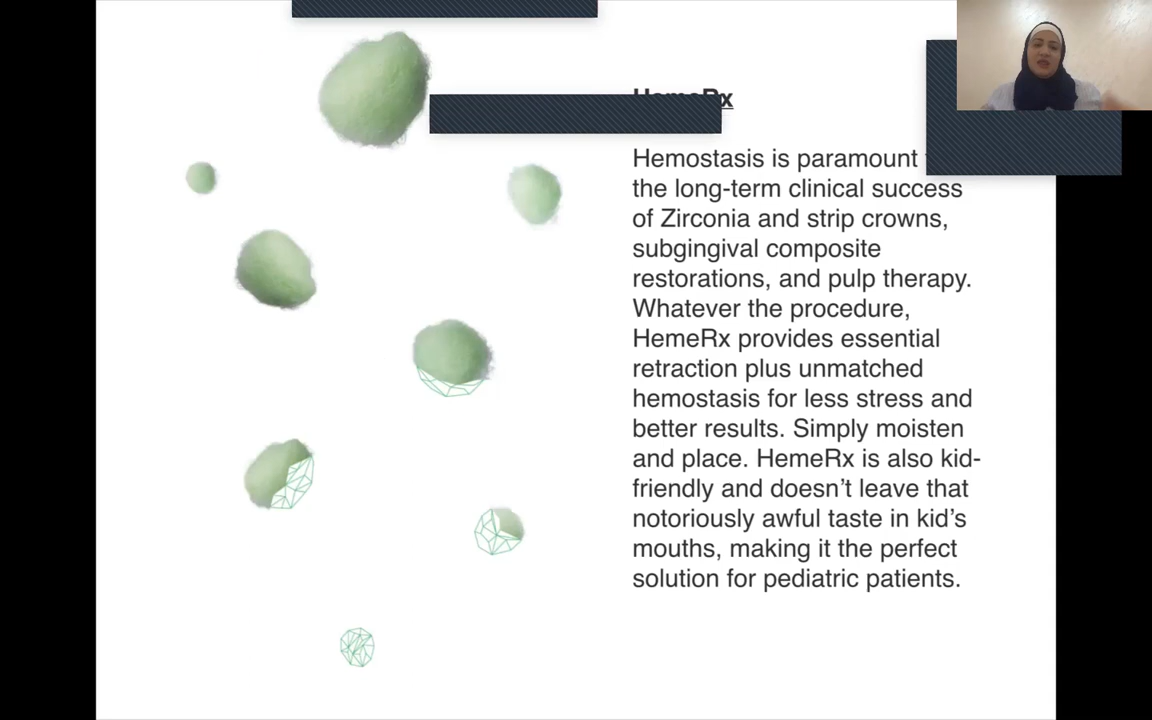 HemeRx
Hemostasis is paramount
the long-term clinical success
of Zirconia and strip crowns,
subgingival composite
restorations, and pulp therapy.
Whatever the procedure,
HemeRx provides essential
retraction plus unmatched
hemostasis for less stress and
better results. Simply moisten
and place. HemeRx is also kid-
friendly and doesn’t leave that
notoriously awful taste in kid’s
mouths, making it the perfect
solution for pediatric patients.